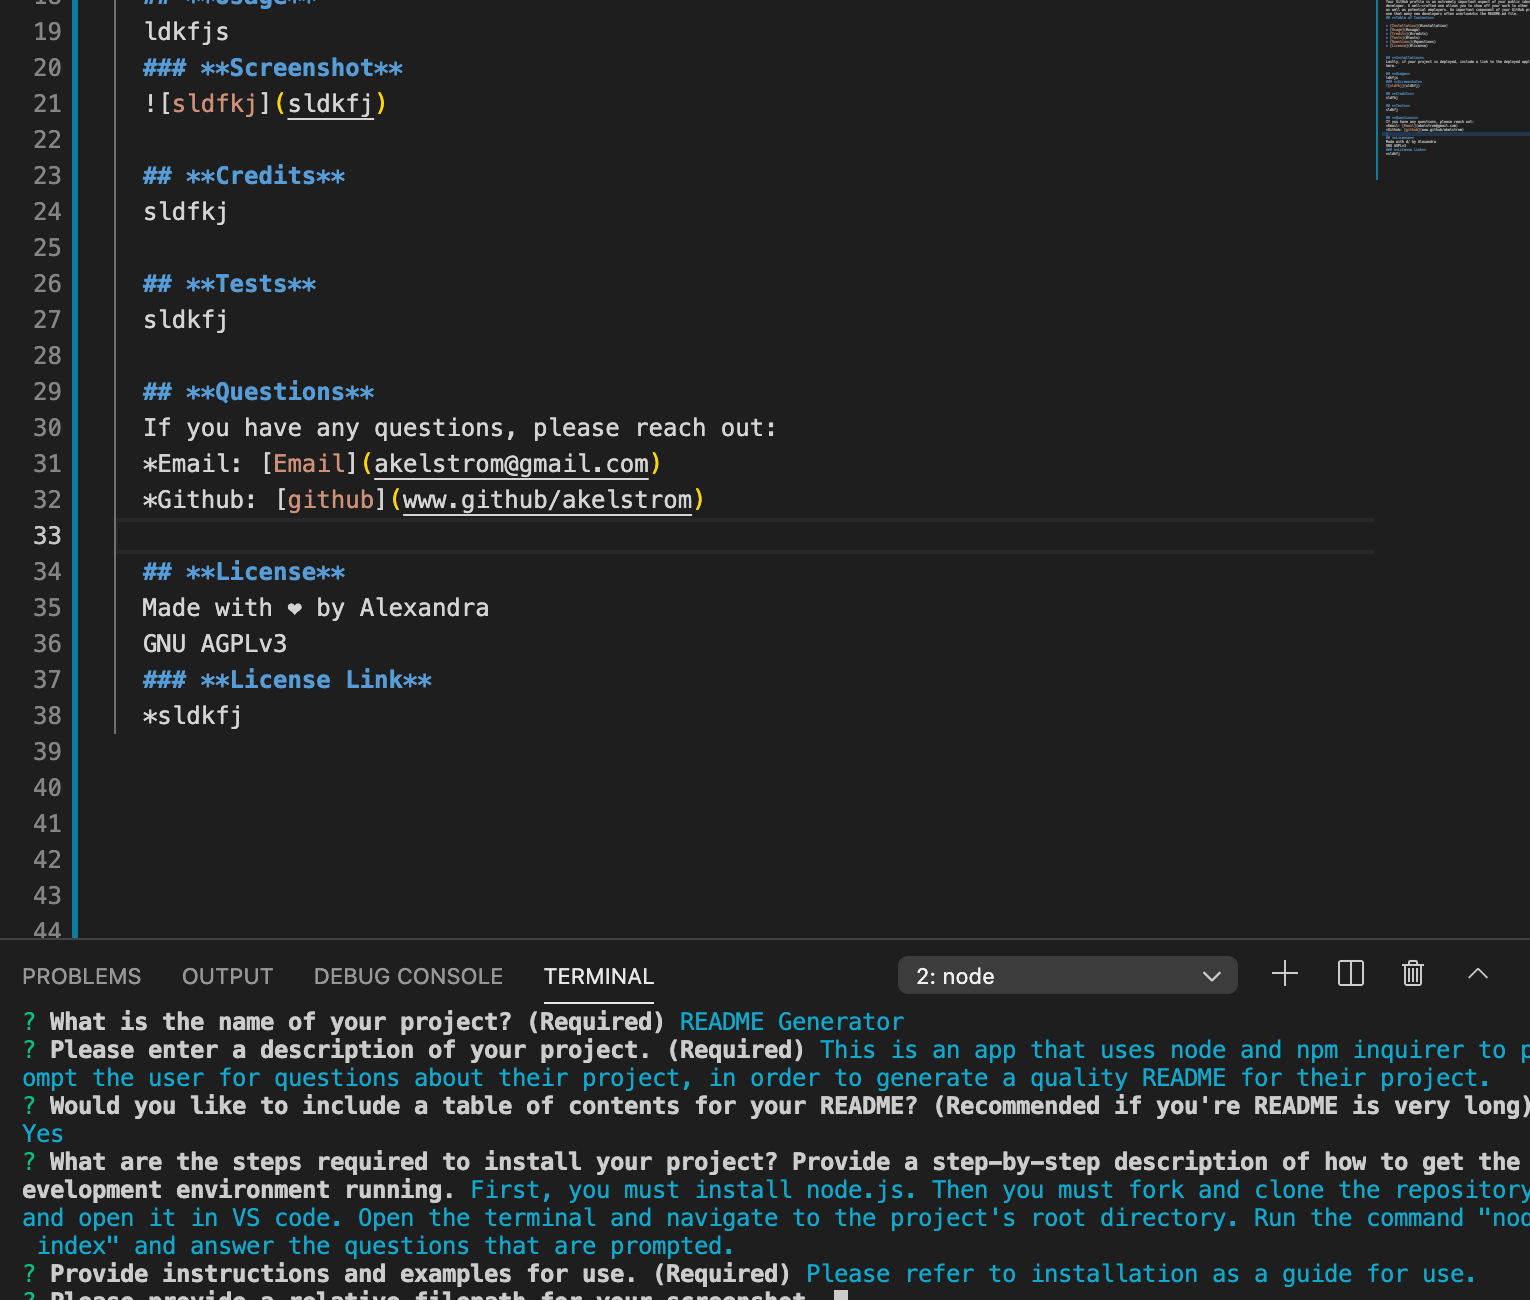 18 ## **Usage**
19 ldkfjs
20 ### **Screenshot**
21 ![sldfkj](sldkfj)
22
23 ## **Credits**
24 sldfkj
25
26 ## **Tests**
27 sldkfj
28
29 ## **Questions**
30 If you have any questions, please reach out:
31 *Email: [Email](akelstrom@gmail.com)
32 *Github: [github](www.github/akelstrom)
33
34 ## **License**
35 Made with ❤ by Alexandra
36 GNU AGPLv3
37 ### **License Link**
38 *sldkfj
39
40
41
42
43
44
PROBLEMS OUTPUT DEBUG CONSOLE TERMINAL 2: node
? What is the name of your project? (Required) README Generator
? Please enter a description of your project. (Required) This is an app that uses node and npm inquirer to p
ompt the user for questions about their project, in order to generate a quality README for their project.
? Would you like to include a table of contents for your README? (Recommended if you're README is very long)
Yes
? What are the steps required to install your project? Provide a step-by-step description of how to get the
evelopment environment running. First, you must install node.js. Then you must fork and clone the repository
and open it in VS code. Open the terminal and navigate to the project's root directory. Run the command "nod
index" and answer the questions that are prompted.
? Provide instructions and examples for use. (Required) Please refer to installation as a guide for use.
? Please provide a relative filepath for your screenshot.